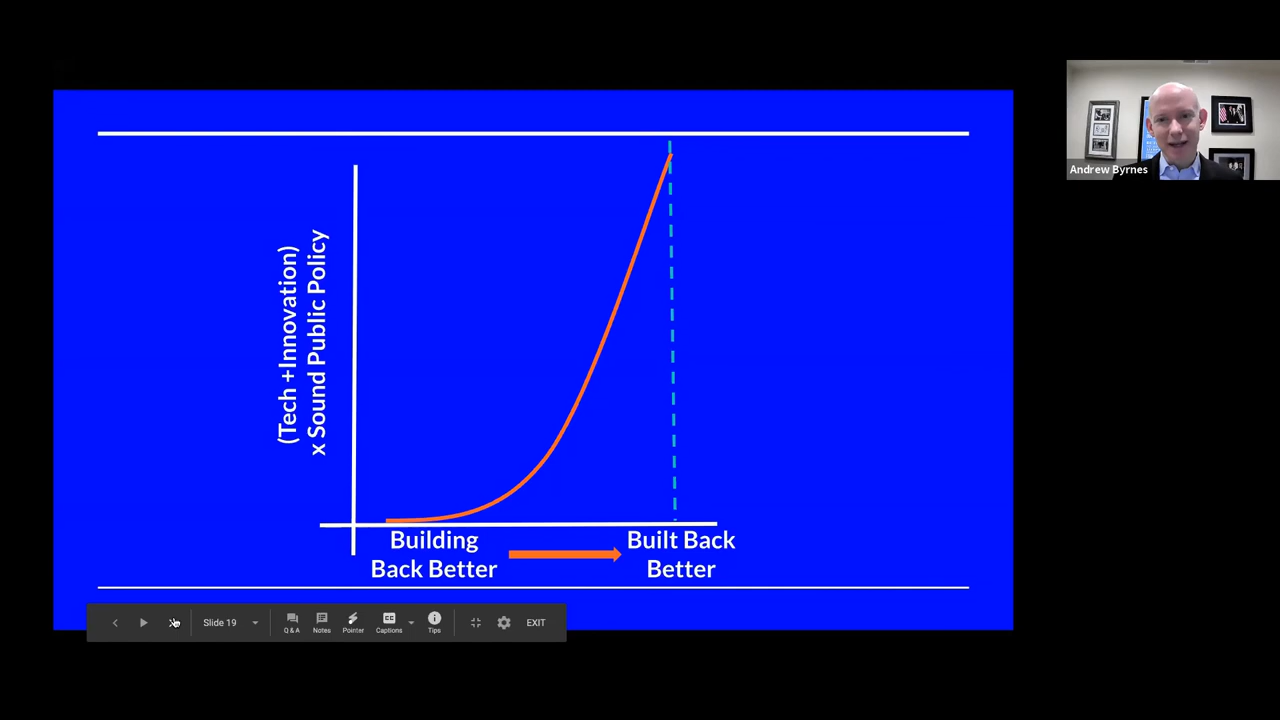 (Tech +Innovation)
x Sound Public Policy
Building
Back Better
Built Back
Better
Slide 19
Q & A
Notes
Pointer
CC
Captions
Tips
EXIT
Andrew Byrnes